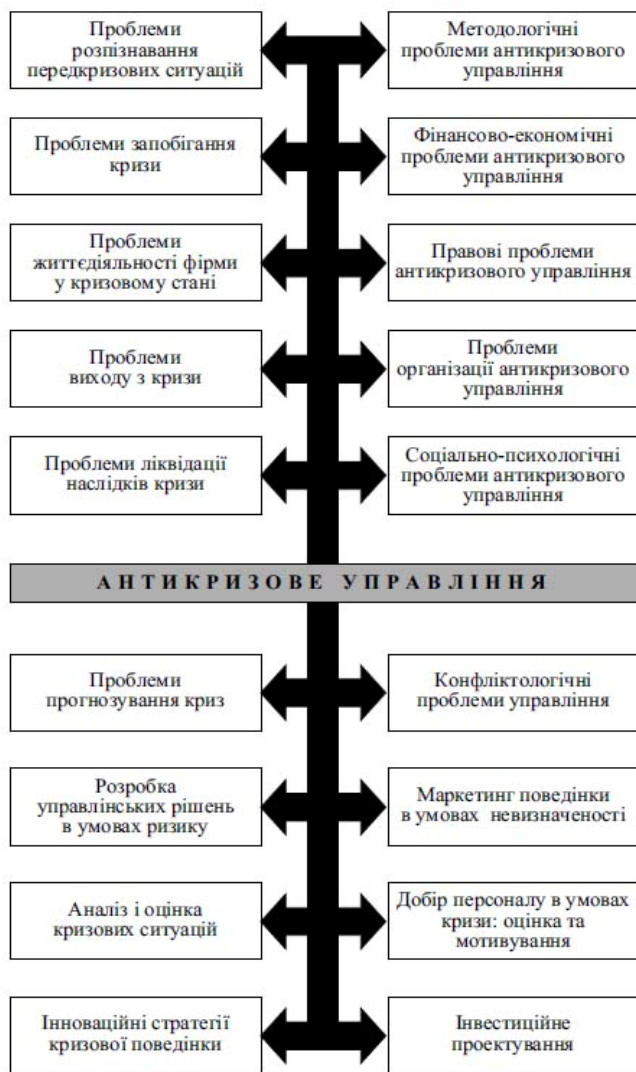 Проблеми
розпізнавання
передкризових ситуацій
Методологічні
проблеми антикризового
управління
Проблеми запобігання
кризи
Фінансово-економічні
проблеми антикризового
управління
Проблеми
життєдіяльності фірми
у кризовому стані
Правові проблеми
антикризового управління
Проблеми
виходу з кризи
Проблеми
організації антикризового
управління
Проблеми ліквідації
наслідків кризи
Соціально-психологічні
проблеми антикризового
управління
АНТИКРИЗОВЕ УПРАВЛІННЯ
Проблеми
прогнозування криз
Конфліктологічні
проблеми управління
Розробка
управлінських рішень
в умовах ризику
Маркетинг поведінки
в умовах невизначеності
Аналіз і оцінка
кризових ситуацій
Добір персоналу в умовах
кризи: оцінка та
мотивування
Інноваційні стратегії
кризової поведінки
Інвестиційне
проектування